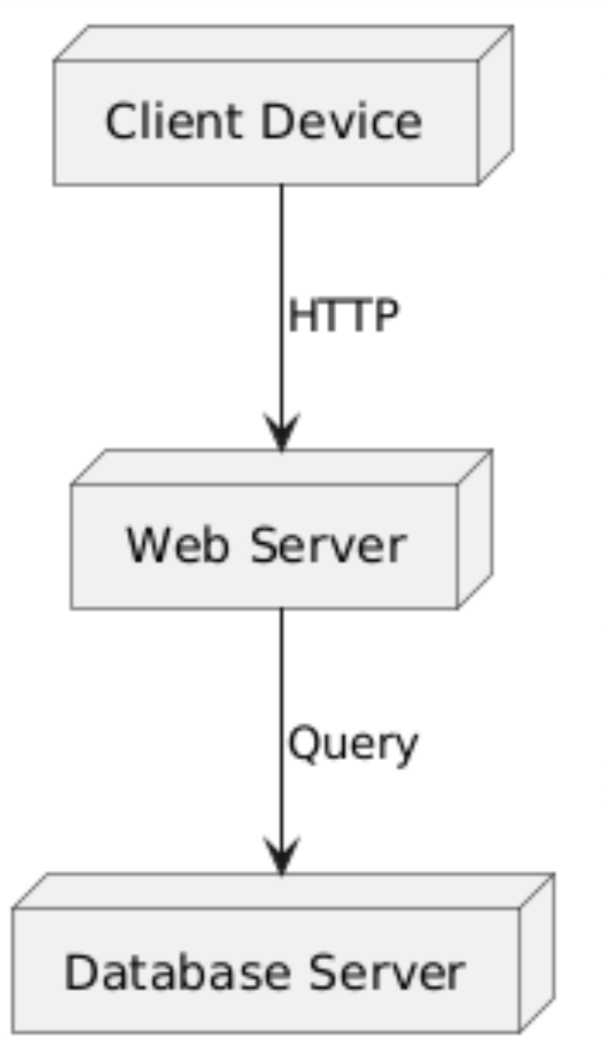 Client Device
HTTP
Web Server
Query
Database Server